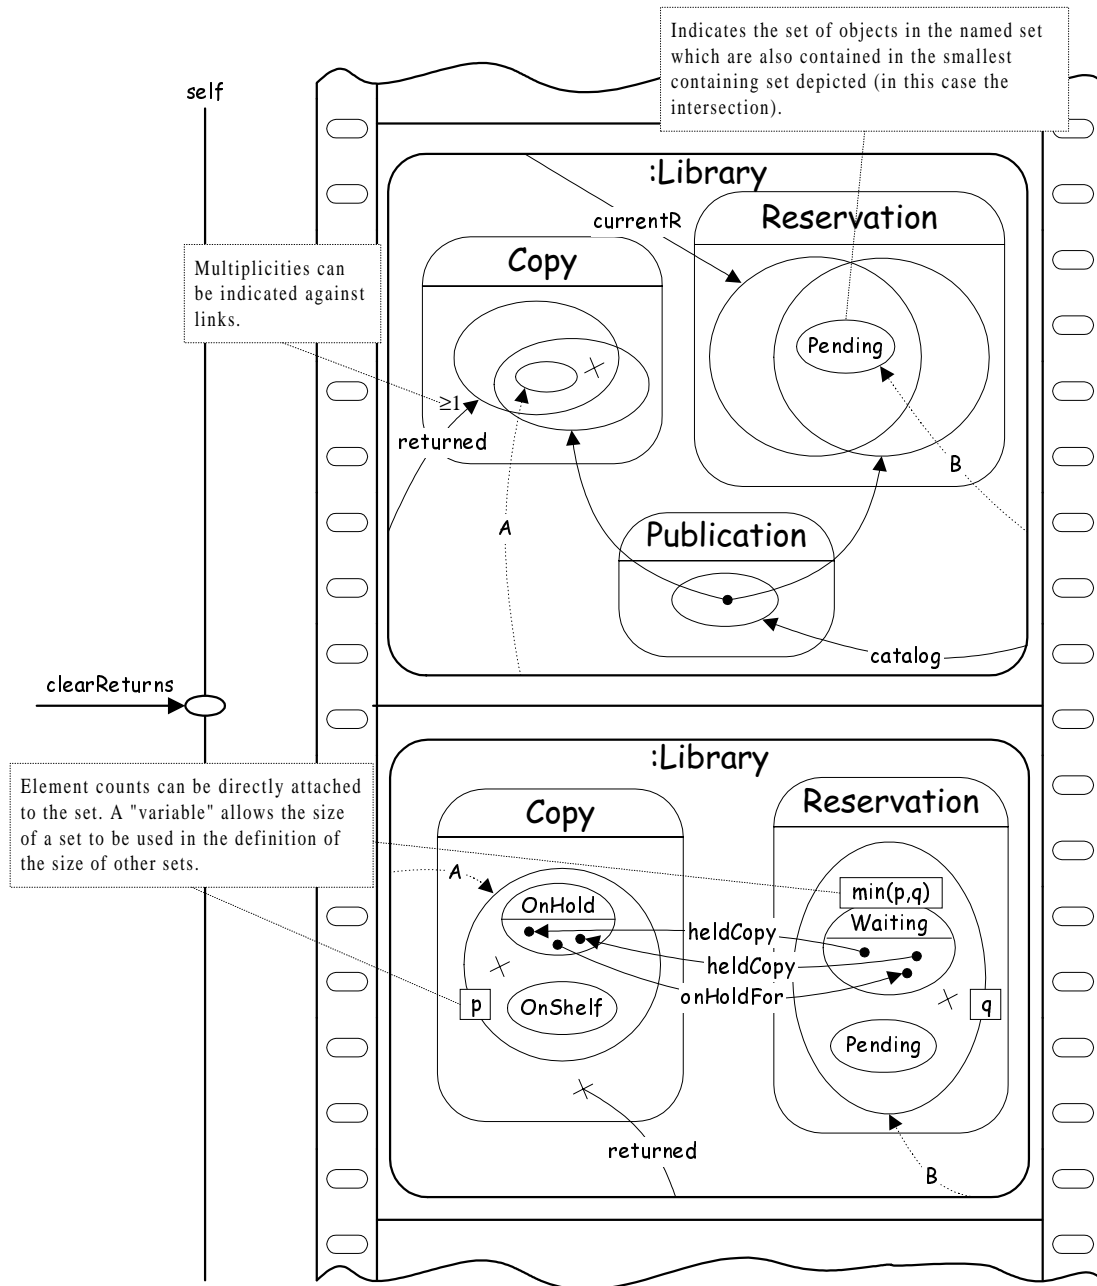 Indicates the set of objects in the named set
which are also contained in the smallest
containing set depicted (in this case the
intersection).
self
:Library
currentR
Reservation
Copy
Multiplicities can
be indicated against
links.
Pending
≥1
returned
B
A
Publication
catalog
clearReturns
:Library
Element counts can be directly attached
to the set. A "variable" allows the size
of a set to be used in the definition of
the size of other sets.
Copy
Reservation
A
OnHold
min(p,q)
Waiting
heldCopy
heldCopy
onHoldFor
p
OnShelf
q
Pending
returned
B